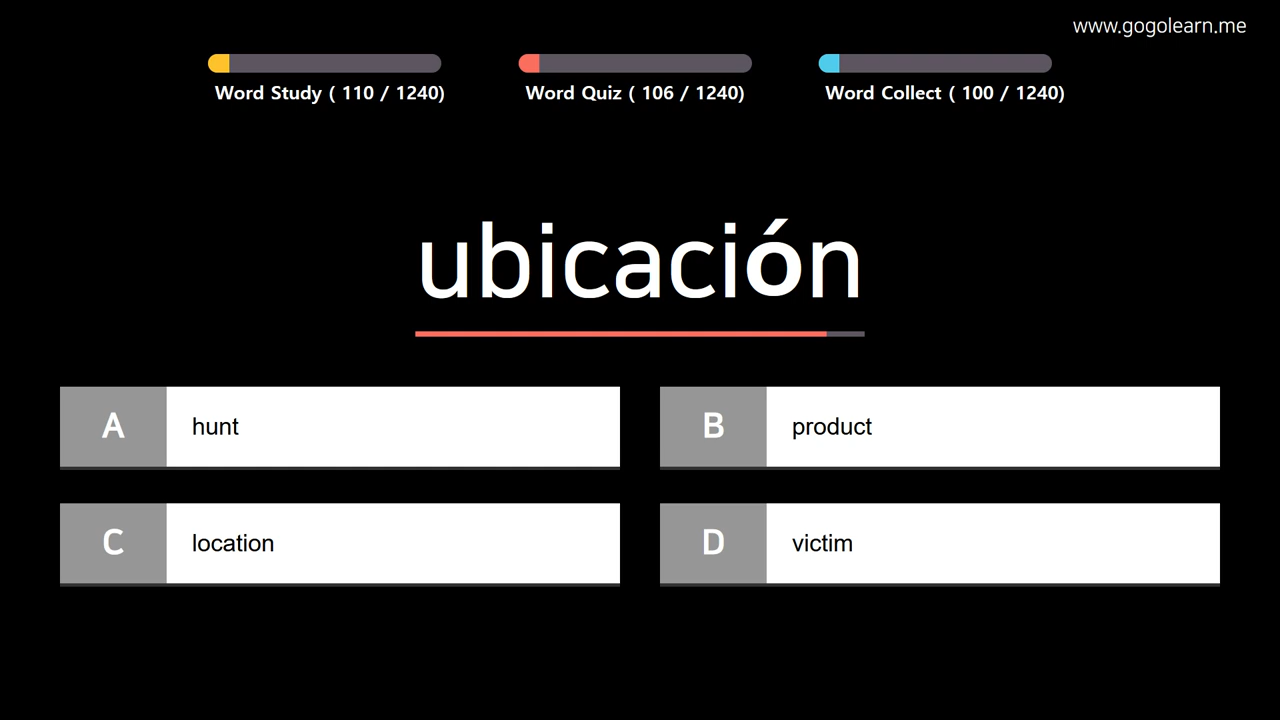 www.gogolearn.me
Word Study ( 110 / 1240)
Word Quiz ( 106 / 1240)
Word Collect ( 100 / 1240)
ubicación
A hunt
B product
C location
D victim